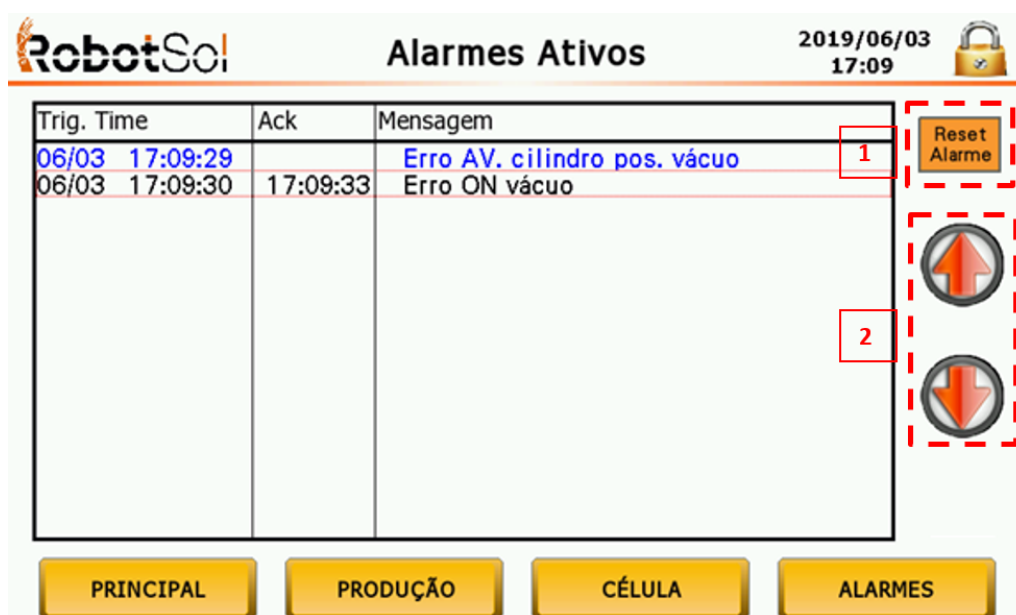 RobotSol
Alarmes Ativos
2019/06/03
17:09
Trig. Time Ack Mensagem
06/03 17:09:29 Erro AV. cilindro pos. vácuo
06/03 17:09:30 17:09:33 Erro ON vácuo
1
Reset
Alarme
2
PRINCIPAL PRODUÇÃO CÉLULA ALARMES